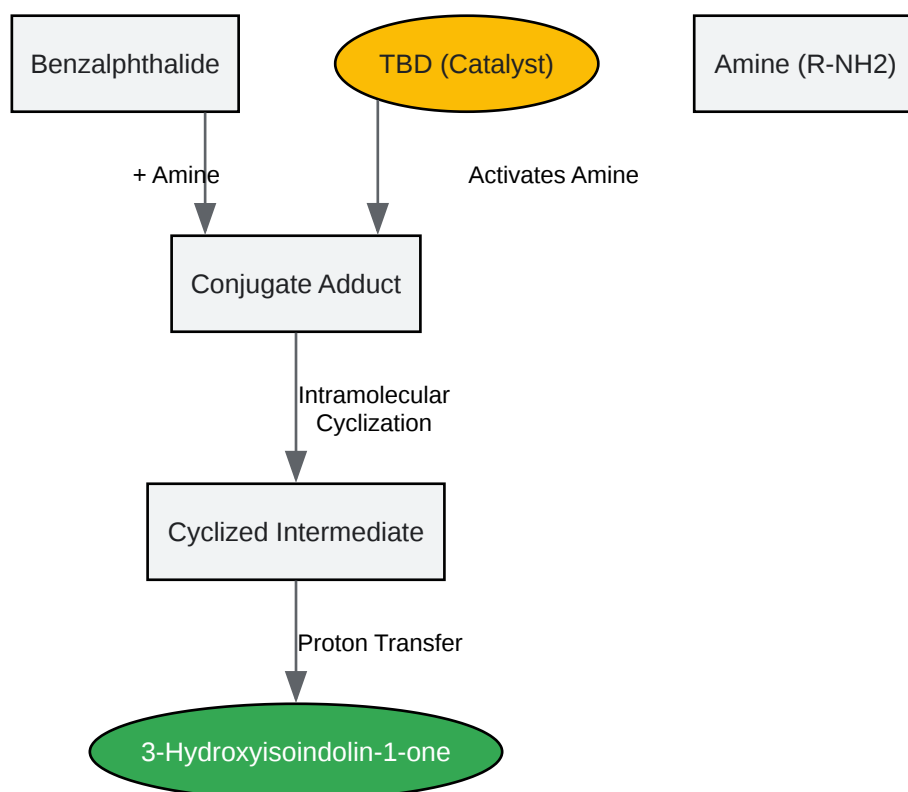 Benzalphthalide
TBD (Catalyst)
Amine (R-NH2)
+ Amine
Activates Amine
Conjugate Adduct
Intramolecular
Cyclization
Cyclized Intermediate
Proton Transfer
3-Hydroxyisoindolin-1-one